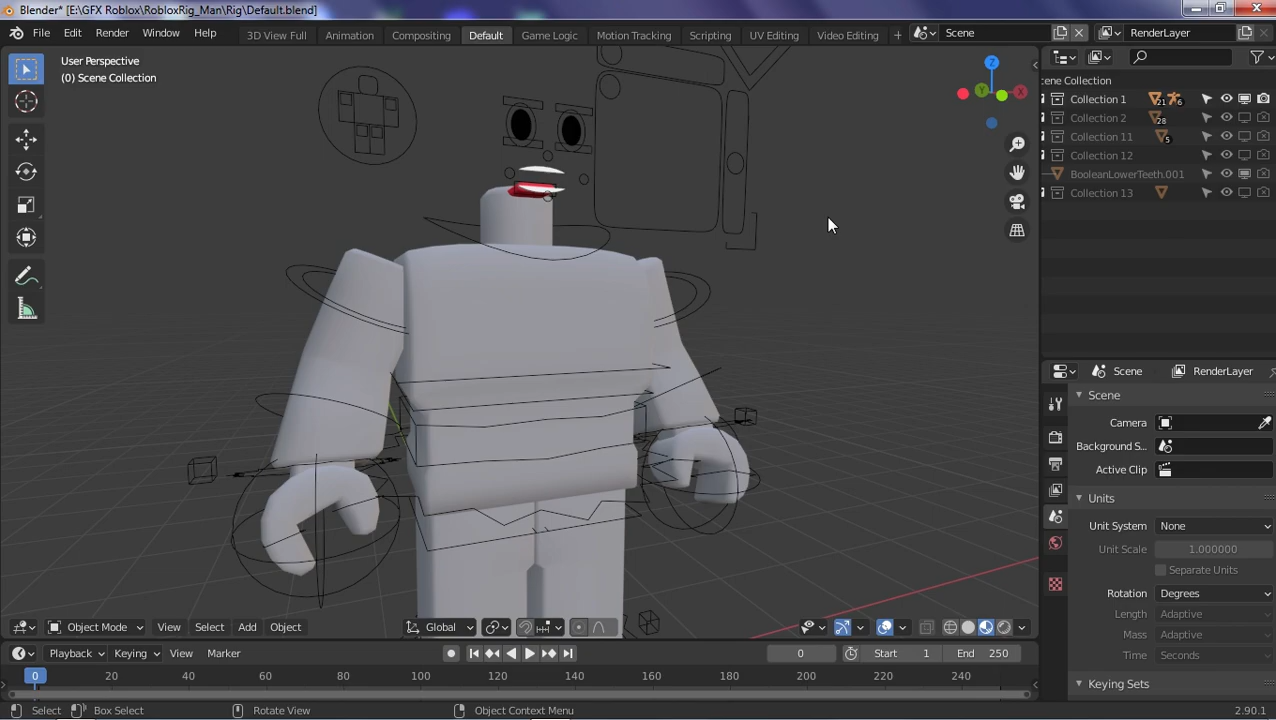 Blender* [E:\GFX Roblox\RobloxRig_Man\Rig\Default.blend]
File Edit Render Window Help
3D View Full Animation Compositing Default Game Logic Motion Tracking Scripting UV Editing Video Editing +
Scene
RenderLayer
User Perspective
(0) Scene Collection
Z
Y
X
cene Collection
Collection 1 21 6
Collection 2 28
Collection 11 5
Collection 12
BooleanLowerTeeth.001
Collection 13
Scene RenderLayer
Scene
Camera
Background S...
Active Clip
Units
Unit System None
Unit Scale 1.000000
Separate Units
Rotation Degrees
Length Adaptive
Mass Adaptive
Time Seconds
Keying Sets
Object Mode View Select Add Object
Global
Playback Keying View Marker
0 Start 1 End 250
0 20 40 60 80 100 120 140 160 180 200 220 240
Select Box Select Rotate View Object Context Menu 2.90.1